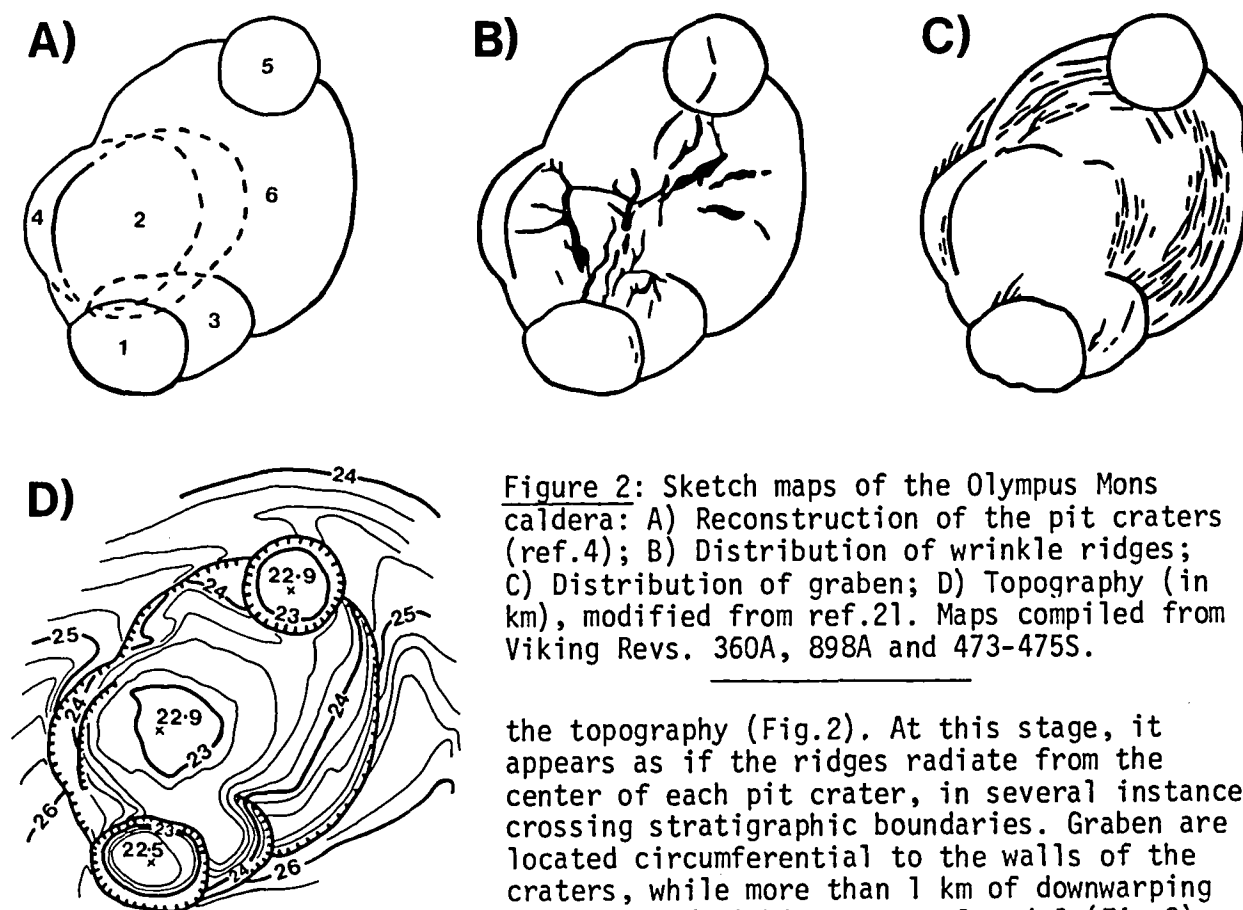 A)
5
4
2
6
3
1
B)
C)
D)
24
24
22·9
23
25
25
24
24
22·9
23
26
23
22·5
24
26
Figure 2: Sketch maps of the Olympus Mons
caldera: A) Reconstruction of the pit craters
(ref.4); B) Distribution of wrinkle ridges;
C) Distribution of graben; D) Topography (in
km), modified from ref.21. Maps compiled from
Viking Revs. 360A, 898A and 473-475S.
the topography (Fig.2). At this stage, it
appears as if the ridges radiate from the
center of each pit crater, in several instance
crossing stratigraphic boundaries. Graben are
located circumferential to the walls of the
craters, while more than 1 km of downwarping